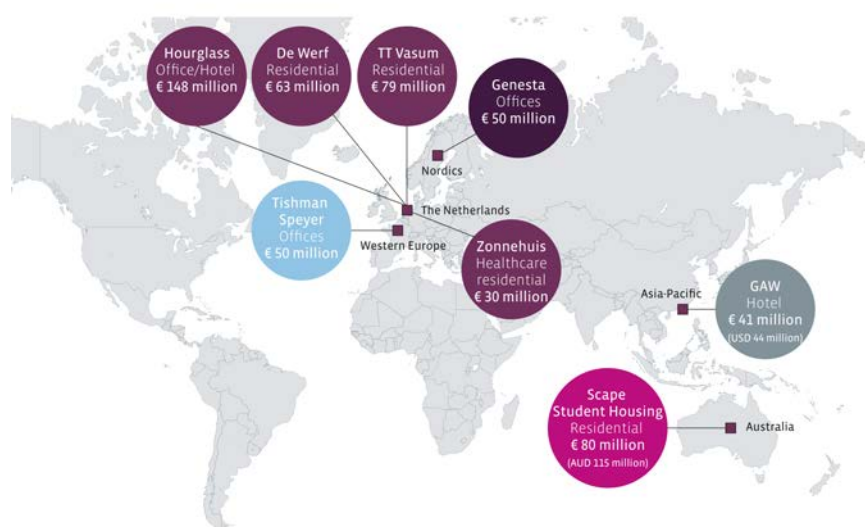 Hourglass
Office/Hotel
€ 148 million
De Werf
Residential
€ 63 million
TT Vasum
Residential
€ 79 million
Genesta
Offices
€ 50 million
Nordics
Tishman
Speyer
Offices
€ 50 million
The Netherlands
Western Europe
Zonnehuis
Healthcare
residential
€ 30 million
Asia-Pacific
GAW
Hotel
€ 41 million
(USD 44 million)
Scape
Student Housing
Residential
€ 80 million
(AUD 115 million)
Australia